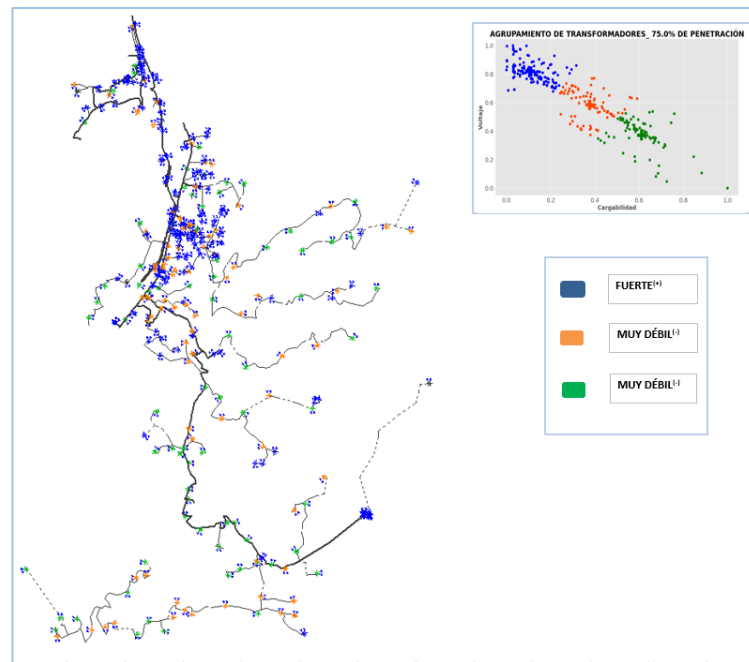 AGRUPAMIENTO DE TRANSFORMADORES_ 75.0% DE PENETRACIÓN
1.0
0.8
0.6
0.4
0.2
0.0
Voltaje
0.0 0.2 0.4 0.6 0.8 1.0
Cargabilidad
FUERTE(+)
MUY DÉBIL(-)
MUY DÉBIL(-)